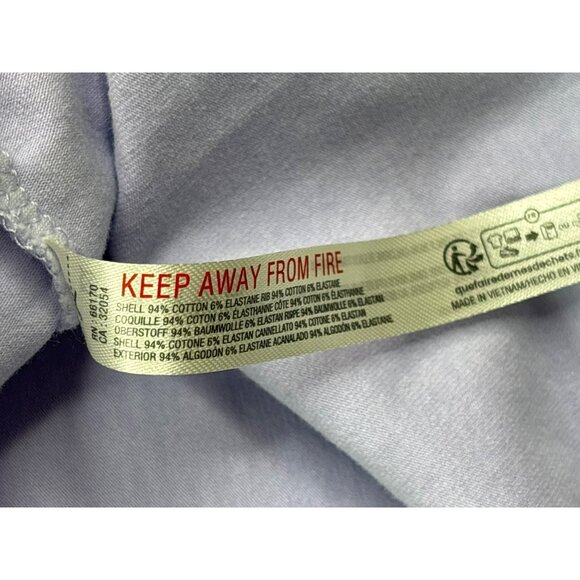 KEEP AWAY FROM FIRE
SHELL 94% COTTON 6% ELASTANE RIB 94% COTTON 6% ELASTANE
COQUILLE 94% COTON 6% ÉLASTHANNE CÔTE 94% COTON 6% ÉLASTHANNE
OBERSTOFF 94% BAUMWOLLE 6% ELASTAN RIPPE 94% BAUMWOLLE 6% ELASTAN
SHELL 94% COTONE 6% ELASTAN CANNELLATO 94% COTONE 6% ELASTAN
EXTERIOR 94% ALGODÓN 6% ELASTANE ACANALADO 94% ALGODÓN 6% ELASTANE
RN: 66170
CA: 32054
FR
quefairedemesdechets.
MADE IN VIETNAM/HECHO EN